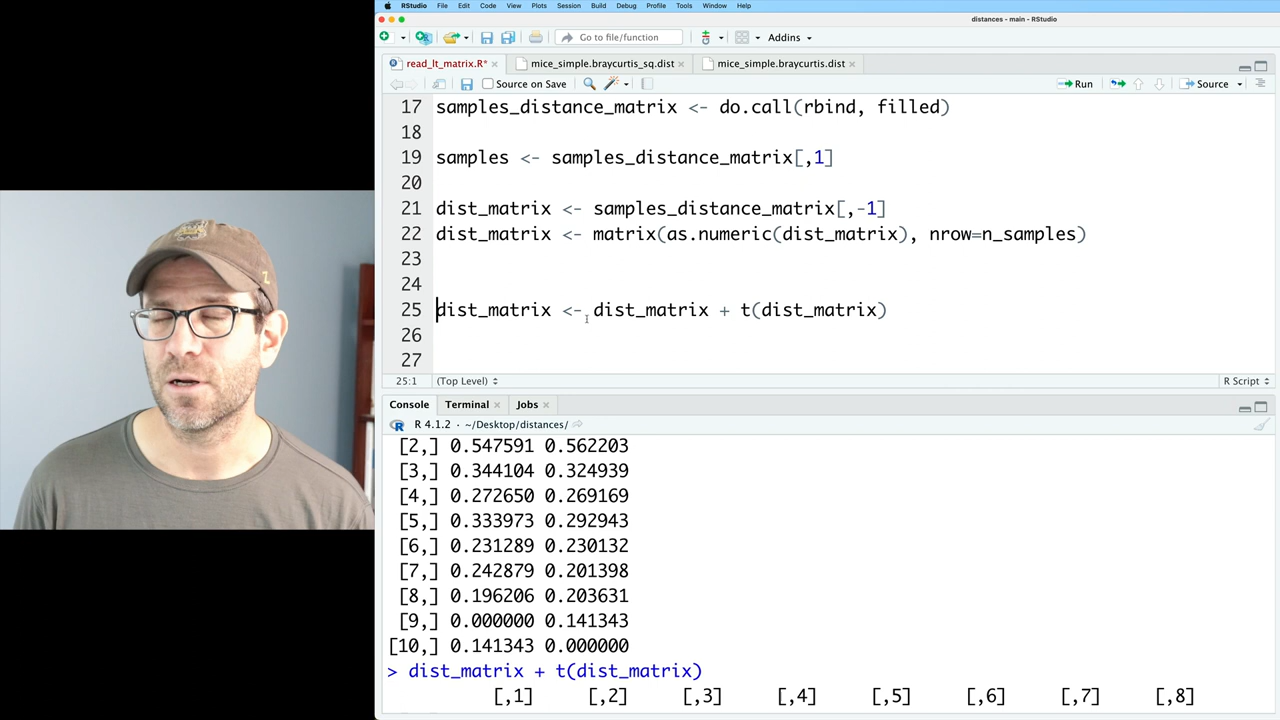 RStudio File Edit Code View Plots Session Build Debug Profile Tools Window Help
distances - main - RStudio
Go to file/function Addins
read_lt_matrix.R* mice_simple.braycurtis_sq.dist mice_simple.braycurtis.dist
Source on Save Run Source
17 samples_distance_matrix <- do.call(rbind, filled)
18
19 samples <- samples_distance_matrix[,1]
20
21 dist_matrix <- samples_distance_matrix[,-1]
22 dist_matrix <- matrix(as.numeric(dist_matrix), nrow=n_samples)
23
24
25 dist_matrix <- dist_matrix + t(dist_matrix)
26
27
25:1 (Top Level) R Script
Console Terminal Jobs
R 4.1.2 · ~/Desktop/distances/
[2,] 0.547591 0.562203
[3,] 0.344104 0.324939
[4,] 0.272650 0.269169
[5,] 0.333973 0.292943
[6,] 0.231289 0.230132
[7,] 0.242879 0.201398
[8,] 0.196206 0.203631
[9,] 0.000000 0.141343
[10,] 0.141343 0.000000
> dist_matrix + t(dist_matrix)
[,1] [,2] [,3] [,4] [,5] [,6] [,7] [,8]